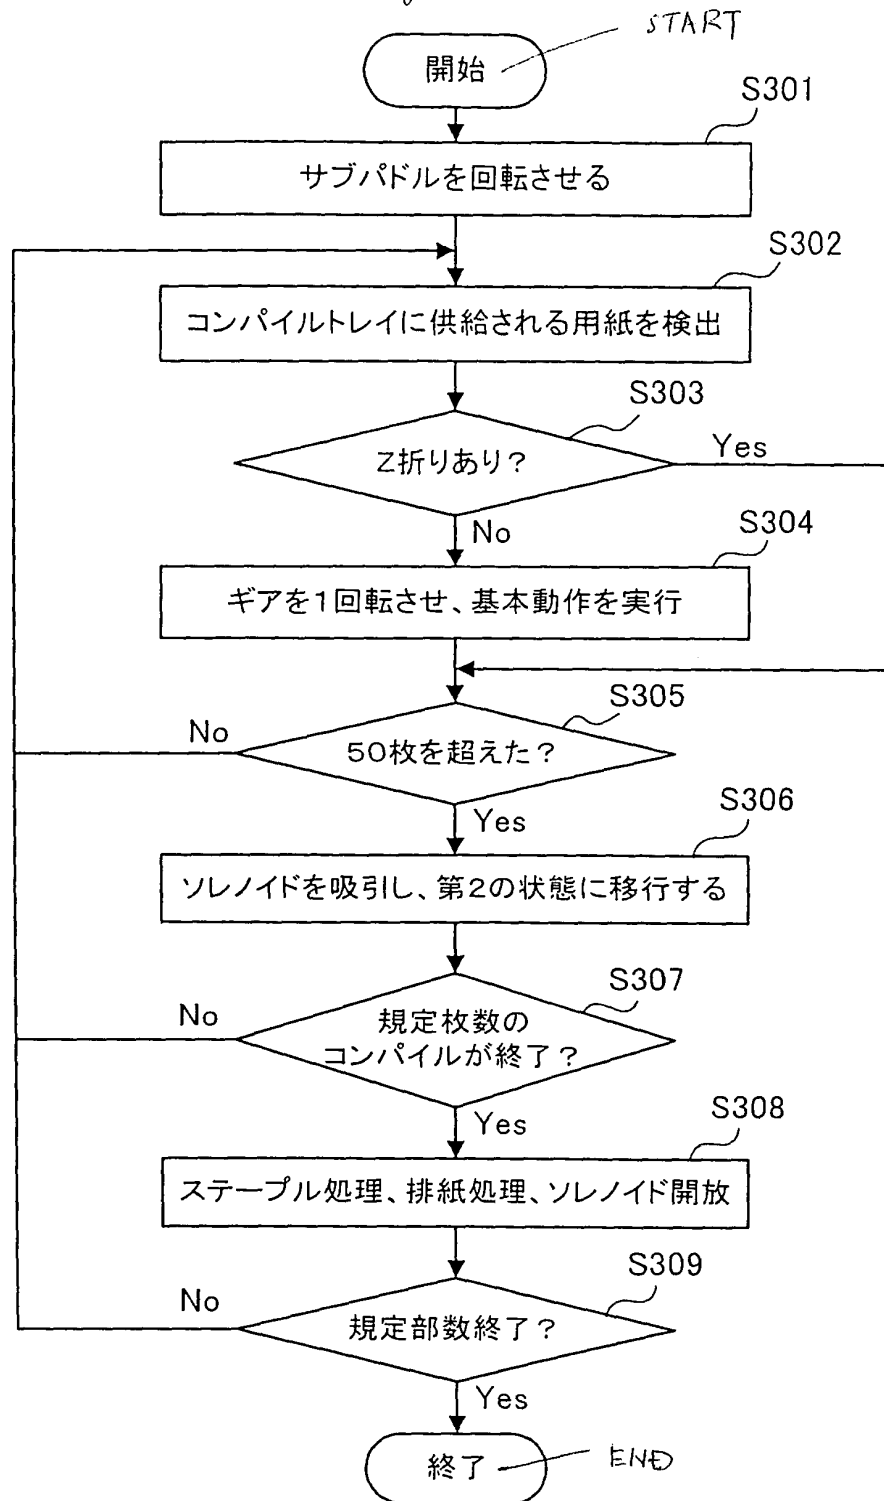 START
開始
S301
サブパドルを回転させる
S302
コンパイルトレイに供給される用紙を検出
S303
Z折りあり?
Yes
No
S304
ギアを1回転させ、基本動作を実行
S305
No
50枚を超えた?
Yes
S306
ソレノイドを吸引し、第2の状態に移行する
S307
No
規定枚数の
コンパイルが終了?
Yes
S308
ステープル処理、排紙処理、ソレノイド開放
S309
No
規定部数終了?
Yes
終了
END